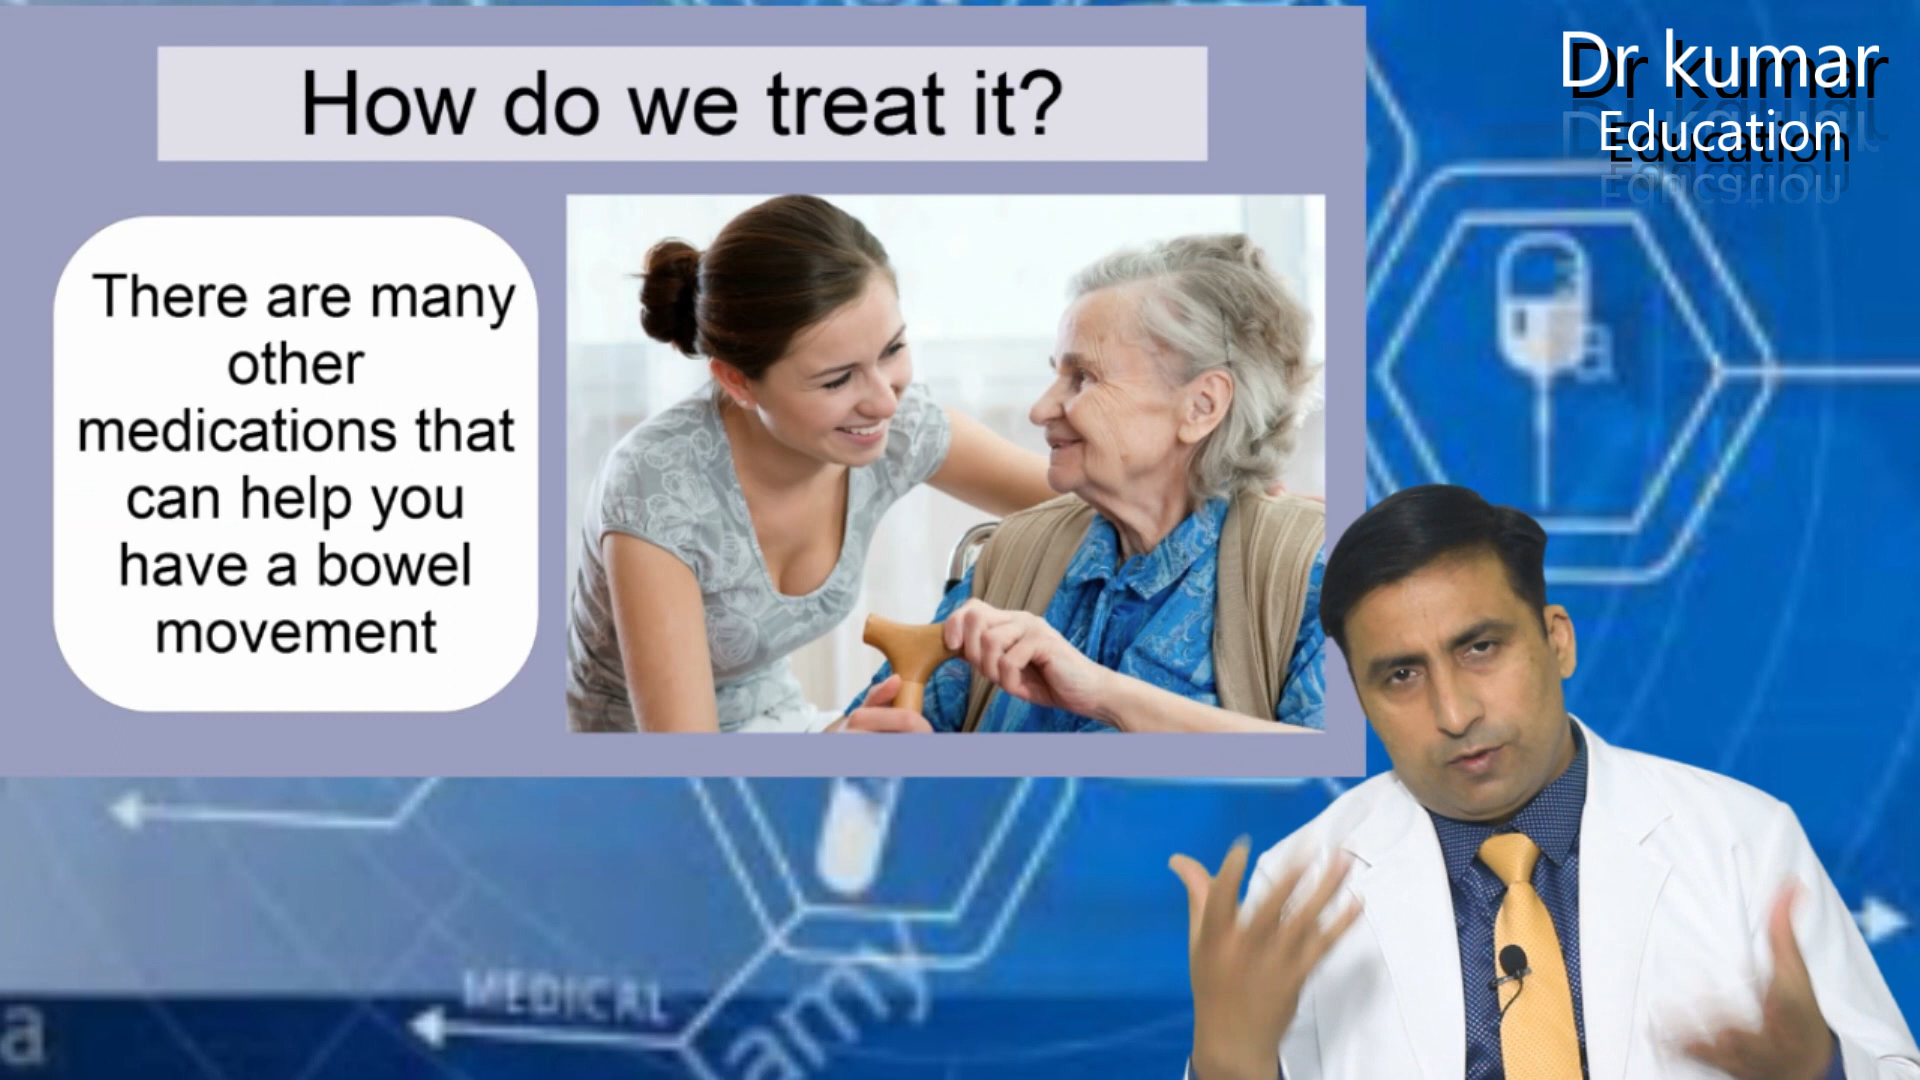 How do we treat it?
Dr kumar
Education
There are many
other
medications that
can help you
have a bowel
movement
MEDICAL
amy
a
a